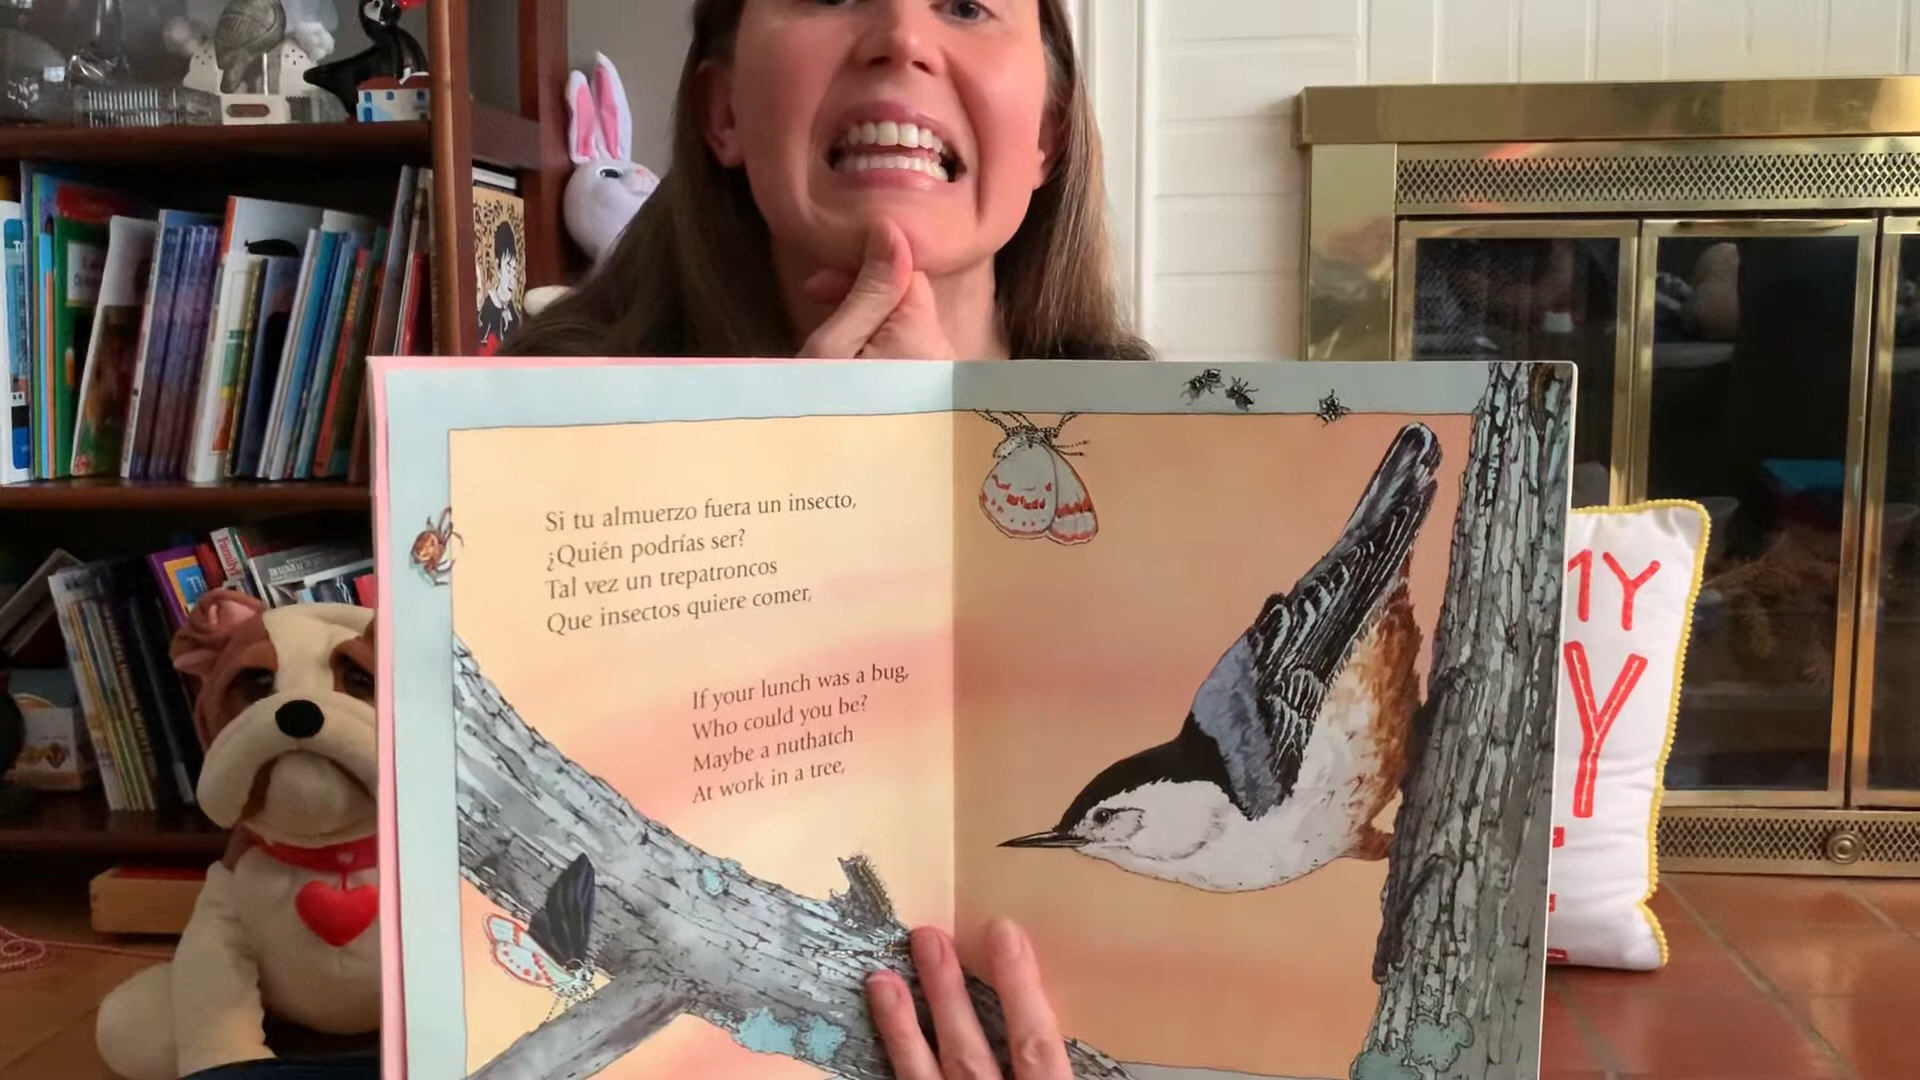 Si tu almuerzo fuera un insecto,
¿Quién podrías ser?
Tal vez un trepatroncos
Que insectos quiere comer,
If your lunch was a bug,
Who could you be?
Maybe a nuthatch
At work in a tree,
Family
MY
Y